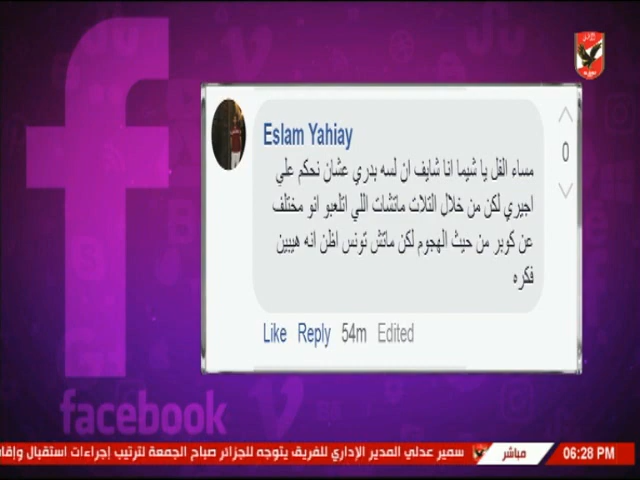 Eslam Yahiay
مساء الفل يا شيما انا شايف ان لسه بدري عشان نحكم علي
اجيري لكن من خلال التلات ماتشات اللي اتلعبو انو مختلف
عن كوبر من حيث الهجوم لكن ماتش تونس اظن انه هيبين
فكره
0
Like Reply 54m Edited
facebook
سمير عدلي المدير الإداري للفريق يتوجه للجزائر صباح الجمعة لترتيب إجراءات استقبال وإقا
مباشر
06:28 PM